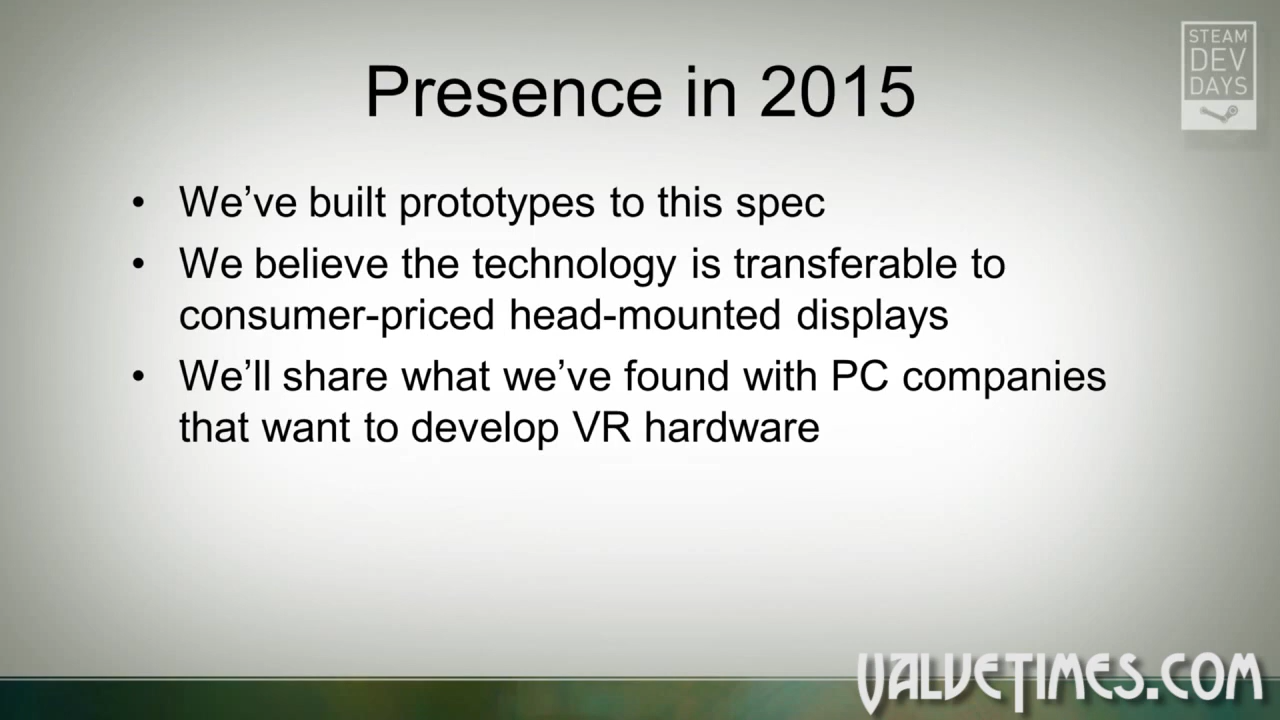 Presence in 2015
STEAM
DEV
DAYS
• We’ve built prototypes to this spec
• We believe the technology is transferable to
consumer-priced head-mounted displays
• We’ll share what we’ve found with PC companies
that want to develop VR hardware
VALVETIMES.COM